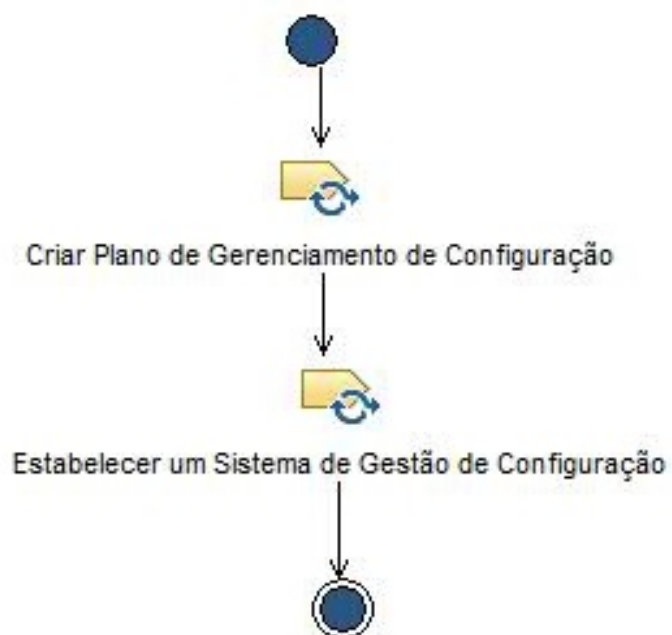 Criar Plano de Gerenciamento de Configuração
Estabelecer um Sistema de Gestão de Configuração